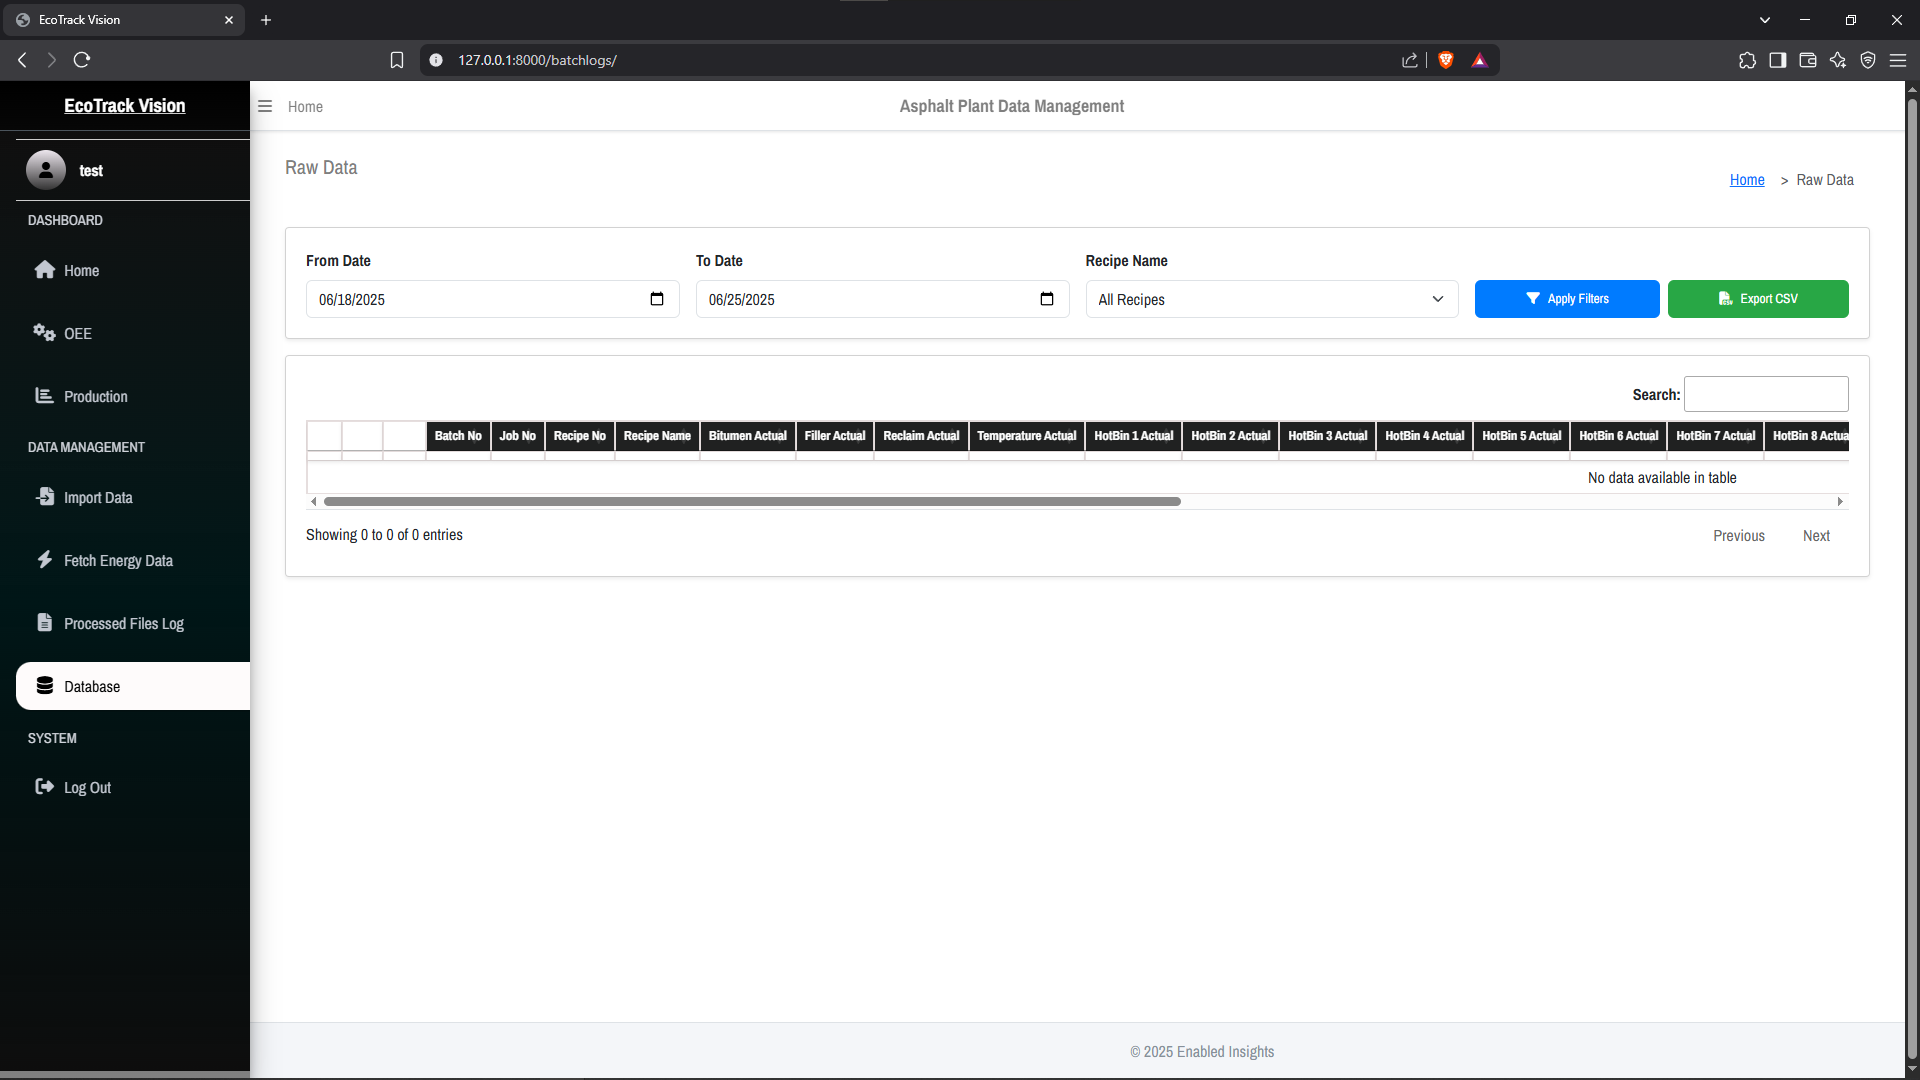 EcoTrack Vision
127.0.0.1:8000/batchlogs/
EcoTrack Vision
Home
Asphalt Plant Data Management
test
Raw Data
Home > Raw Data
DASHBOARD
Home
OEE
Production
DATA MANAGEMENT
Import Data
Fetch Energy Data
Processed Files Log
Database
SYSTEM
Log Out
From Date
To Date
Recipe Name
06/18/2025
06/25/2025
All Recipes
Apply Filters
Export CSV
Search:
Batch No Job No Recipe No Recipe Name Bitumen Actual Filler Actual Reclaim Actual Temperature Actual HotBin 1 Actual HotBin 2 Actual HotBin 3 Actual HotBin 4 Actual HotBin 5 Actual HotBin 6 Actual HotBin 7 Actual HotBin 8 Actua
No data available in table
Showing 0 to 0 of 0 entries
Previous
Next
© 2025 Enabled Insights